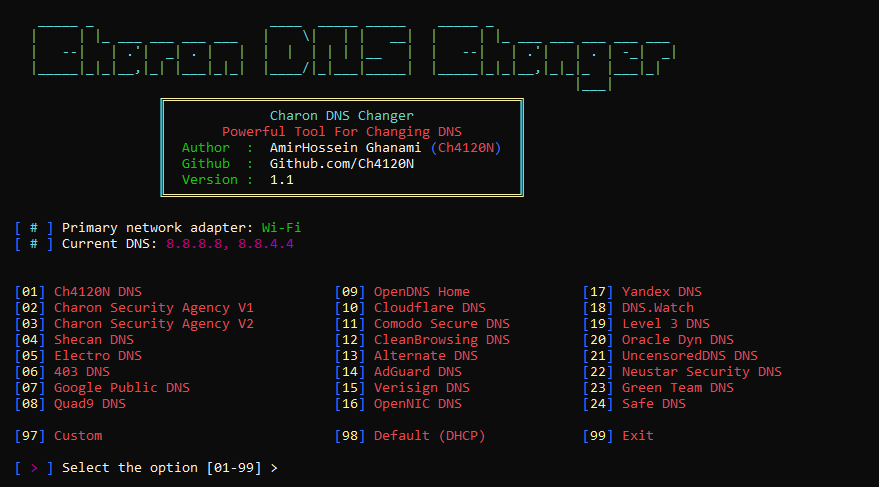 Charon DNS Changer
Charon DNS Changer
Powerful Tool For Changing DNS
Author  :  AmirHossein Ghanami (Ch4120N)
Github  :  Github.com/Ch4120N
Version :  1.1
[ # ] Primary network adapter: Wi-Fi
[ # ] Current DNS: 8.8.8.8, 8.8.4.4
[01] Ch4120N DNS [09] OpenDNS Home [17] Yandex DNS
[02] Charon Security Agency V1 [10] Cloudflare DNS [18] DNS.Watch
[03] Charon Security Agency V2 [11] Comodo Secure DNS [19] Level 3 DNS
[04] Shecan DNS [12] CleanBrowsing DNS [20] Oracle Dyn DNS
[05] Electro DNS [13] Alternate DNS [21] UncensoredDNS DNS
[06] 403 DNS [14] AdGuard DNS [22] Neustar Security DNS
[07] Google Public DNS [15] Verisign DNS [23] Green Team DNS
[08] Quad9 DNS [16] OpenNIC DNS [24] Safe DNS
[97] Custom [98] Default (DHCP) [99] Exit
[ > ] Select the option [01-99] >